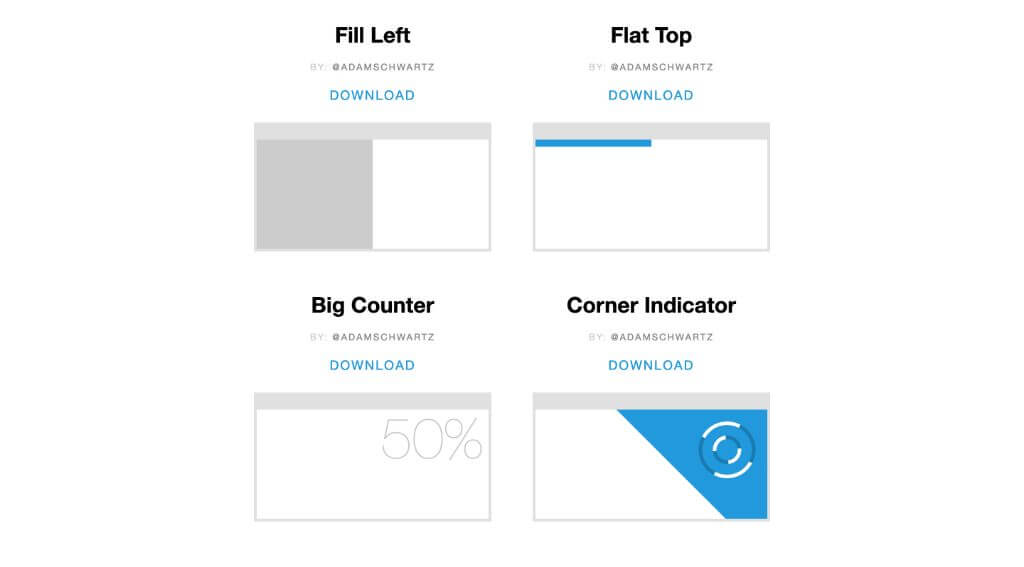 Fill Left
BY: @ADAMSCHWARTZ
DOWNLOAD
Flat Top
BY: @ADAMSCHWARTZ
DOWNLOAD
Big Counter
BY: @ADAMSCHWARTZ
DOWNLOAD
50%
Corner Indicator
BY: @ADAMSCHWARTZ
DOWNLOAD